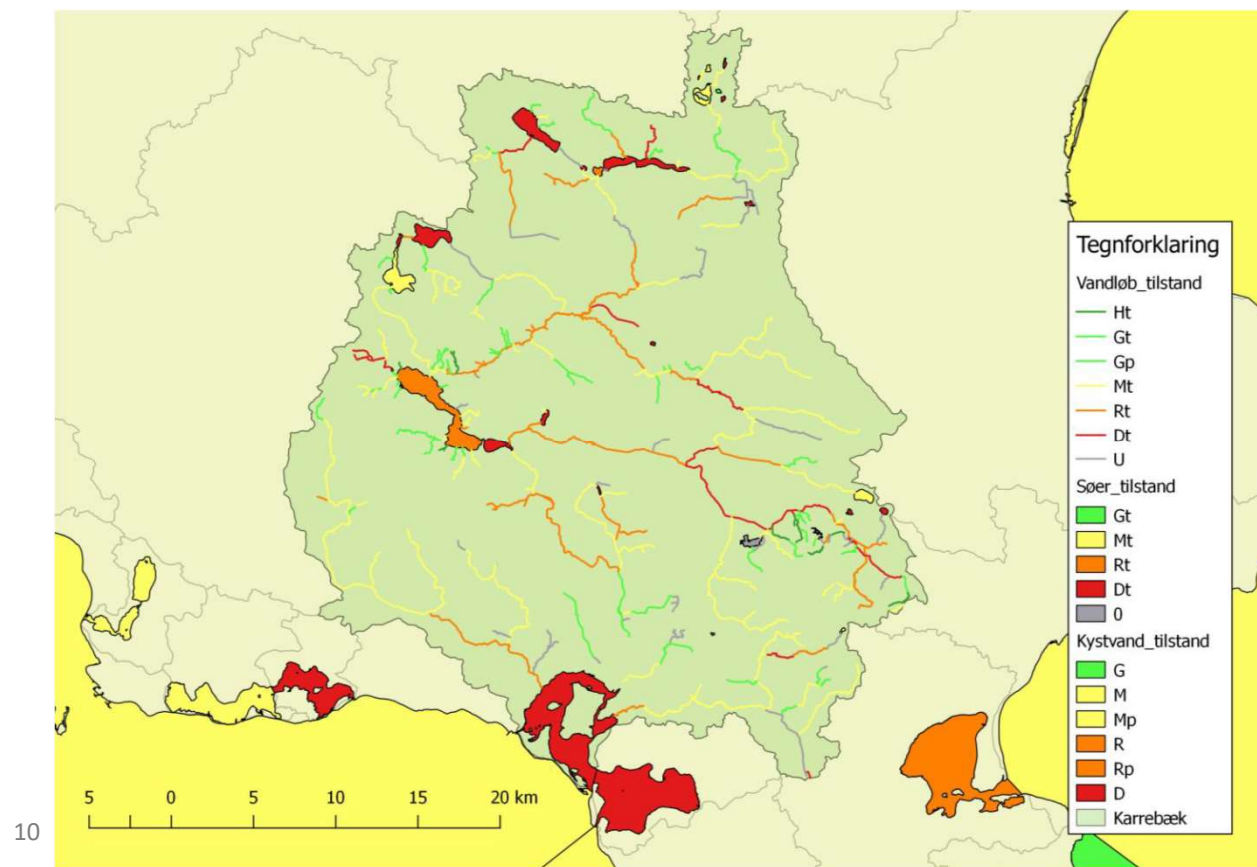 Tegnforklaring
Vandløb_tilstand
Ht
Gt
Gp
Mt
Rt
Dt
U
Søer_tilstand
Gt
Mt
Rt
Dt
0
Kystvand_tilstand
G
M
Mp
R
Rp
D
Karrebæk
5 0 5 10 15 20 km
10